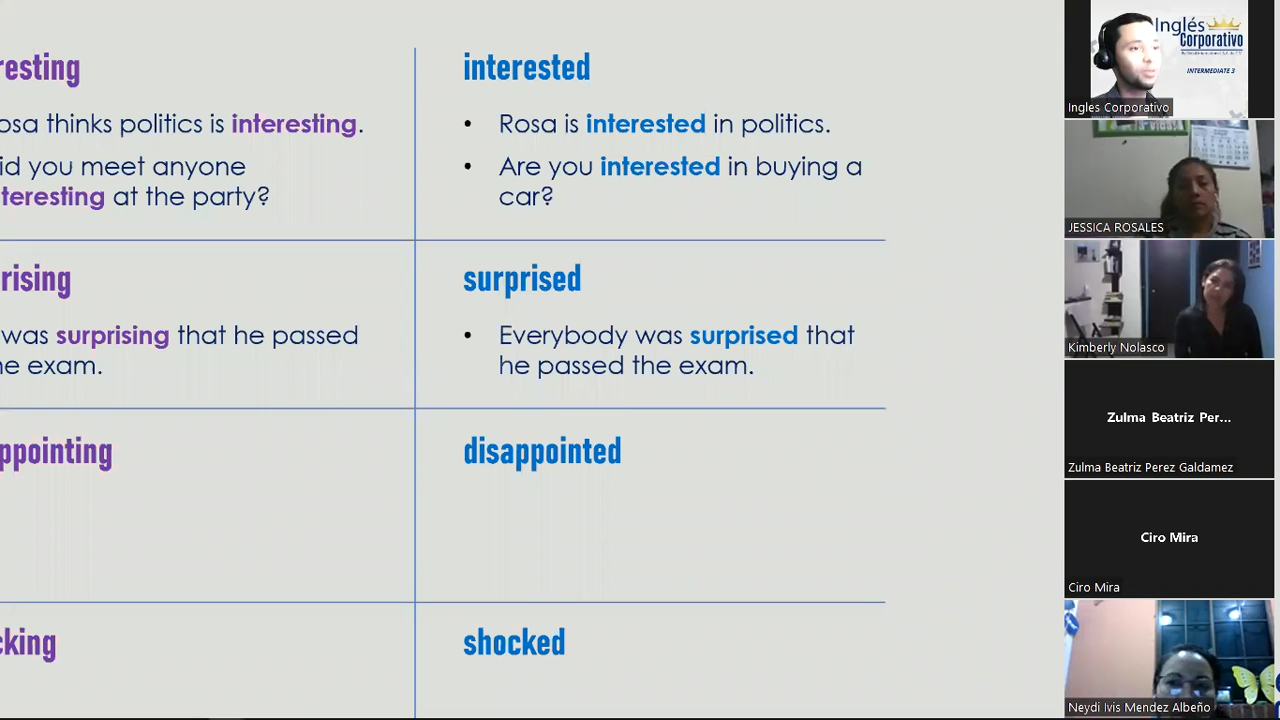 resting
interested
osa thinks politics is interesting.
• Rosa is interested in politics.
id you meet anyone
teresting at the party?
• Are you interested in buying a
car?
rising
surprised
was surprising that he passed
he exam.
• Everybody was surprised that
he passed the exam.
ppointing
disappointed
cking
shocked
Inglés
Corporativo
INTERMEDIATE 3
Ingles Corporativo
JESSICA ROSALES
Kimberly Nolasco
Zulma Beatriz Per...
Zulma Beatriz Perez Galdamez
Ciro Mira
Ciro Mira
Neydi Ivis Mendez Albeño